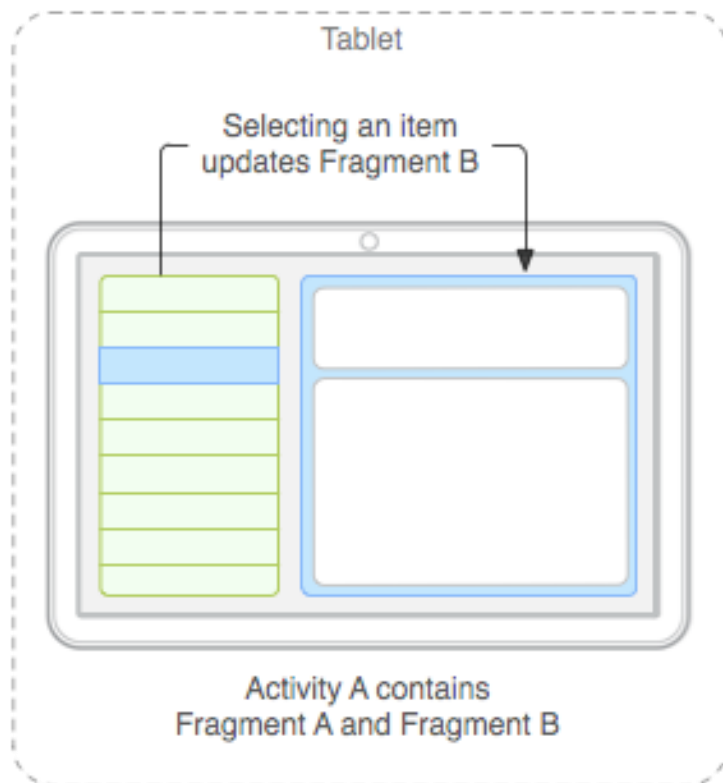 Tablet
Selecting an item
updates Fragment B
Activity A contains
Fragment A and Fragment B